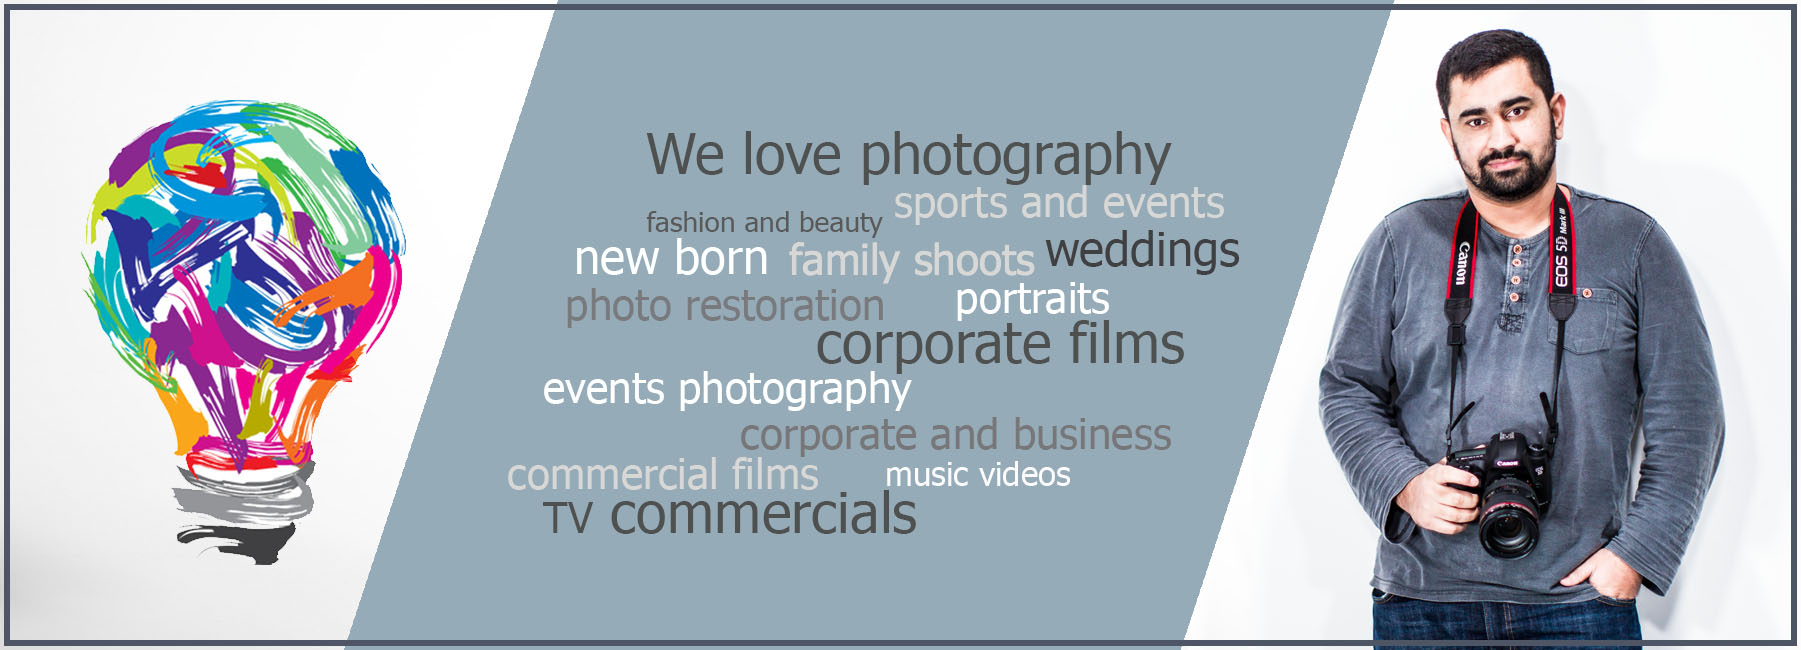 We love photography
sports and events
fashion and beauty
new born
family shoots
weddings
photo restoration
portraits
corporate films
events photography
corporate and business
commercial films
music videos
TV commercials
Canon
EOS 5D Mark III
Canon